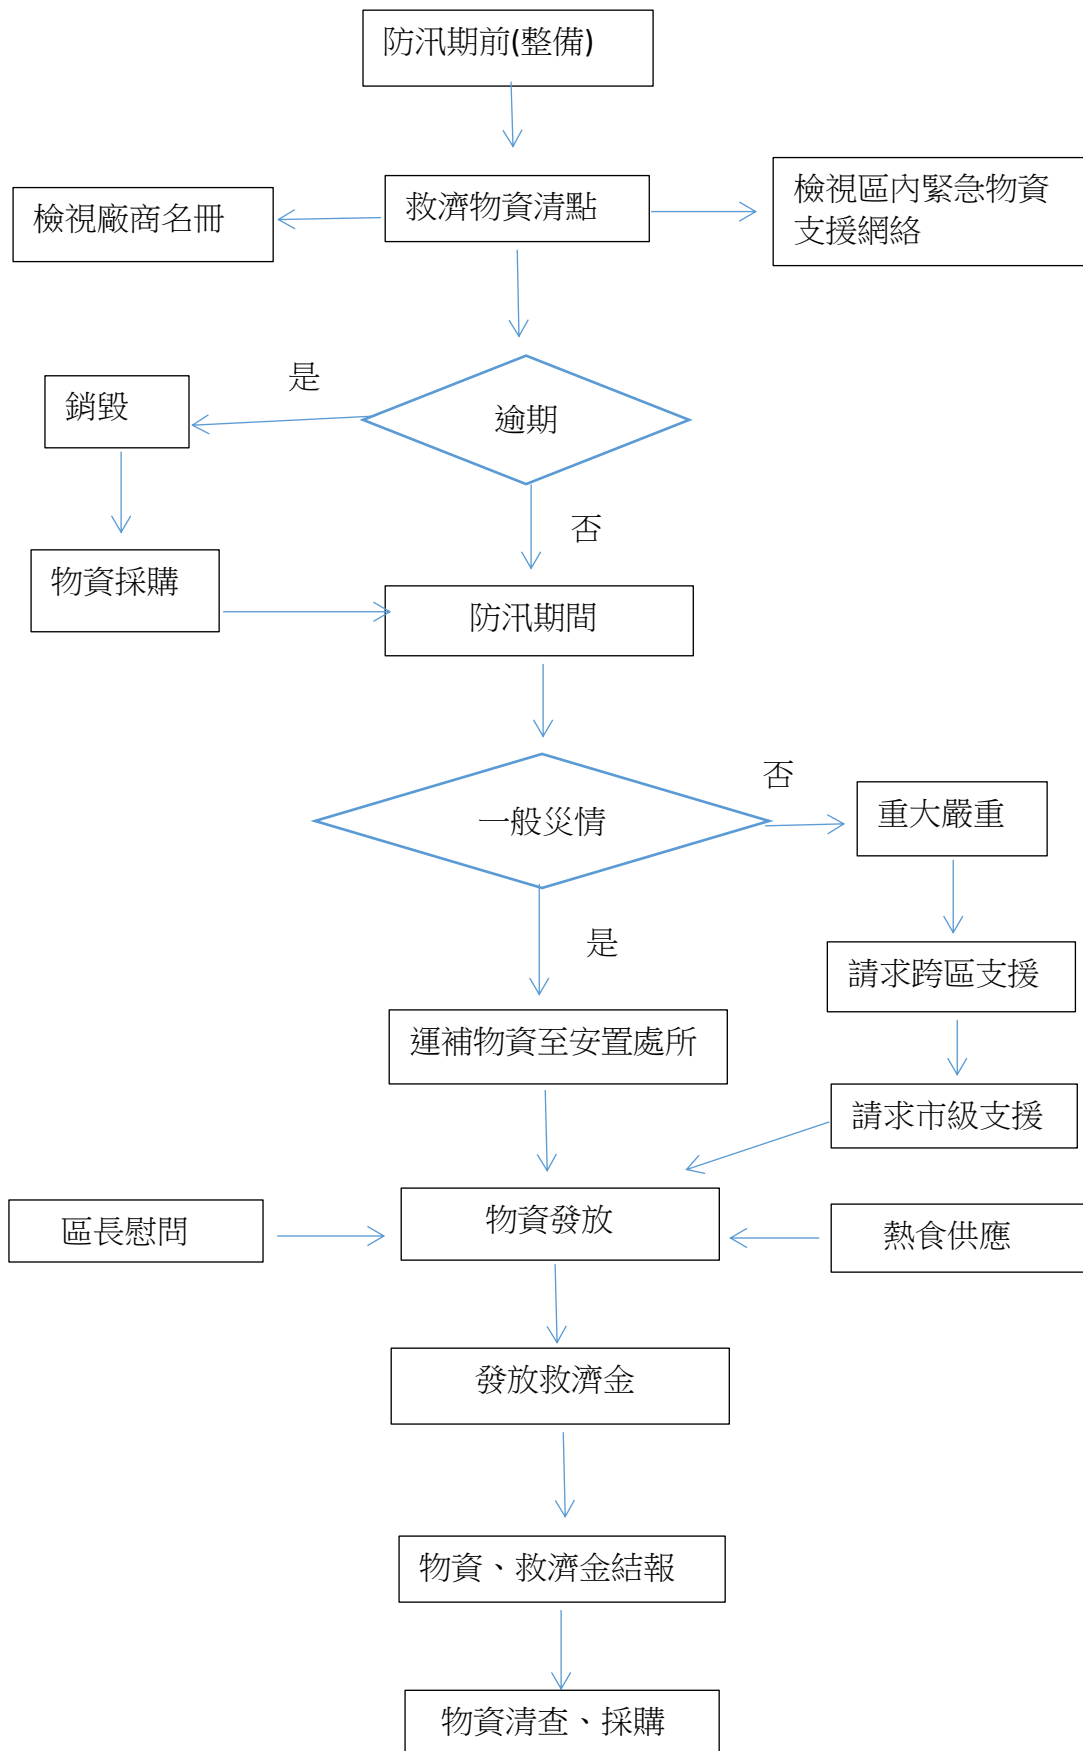 防汛期前(整備)
檢視廠商名冊
救濟物資清點
檢視區內緊急物資
支援網絡
是
銷毀
逾期
否
物資採購
防汛期間
否
一般災情
重大嚴重
是
請求跨區支援
運補物資至安置處所
請求市級支援
區長慰問
物資發放
熱食供應
發放救濟金
物資、救濟金結報
物資清查、採購